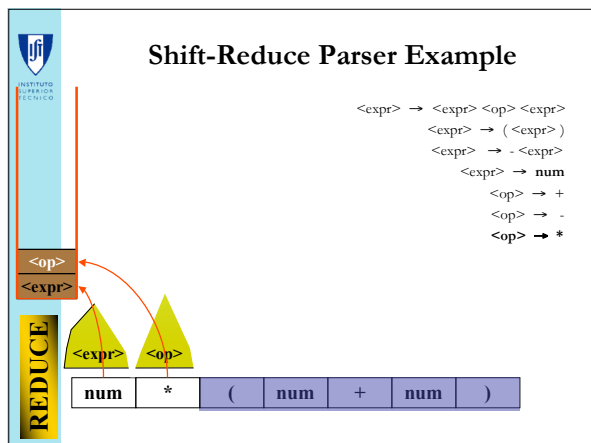 Shift-Reduce Parser Example
INSTITUTO
SUPERIOR
TÉCNICO
<expr> → <expr> <op> <expr>
<expr> → ( <expr> )
<expr> → - <expr>
<expr> → num
<op> → +
<op> → -
<op> → *
<op>
<expr>
<expr> <op>
REDUCE
num * ( num + num )